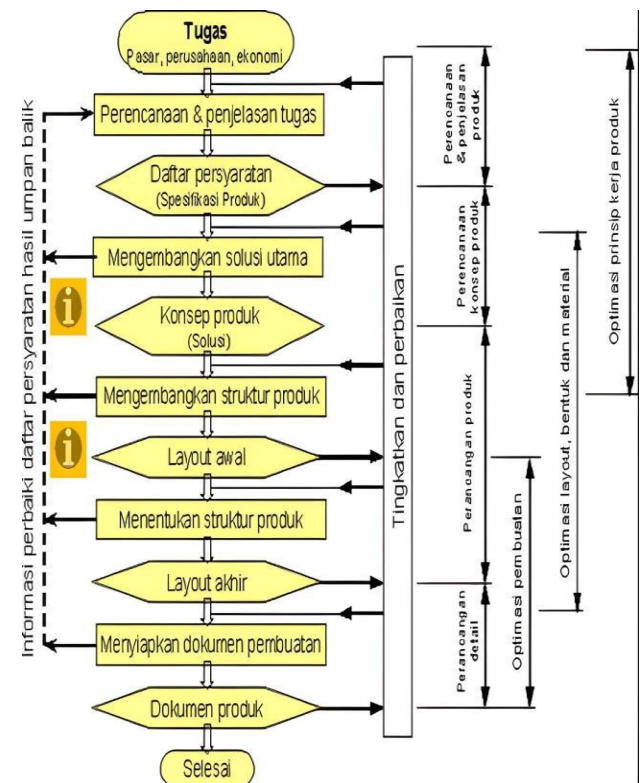 Tugas
Pasar, perusahaan, ekonomi
Perencanaan & penjelasan tugas
Daftar persyaratan
(Spesifikasi Produk)
Mengembangkan solusi utama
Konsep produk
(Solusi)
Mengembangkan struktur produk
Layout awal
Menentukan struktur produk
Layout akhir
Menyiapkan dokumen pembuatan
Dokumen produk
Selesai
Informasi perbaiki daftar persyaratan hasil umpan balik
i
i
Tingkatkan dan perbaikan
Perencanaan
& penjelasan
produk
Perencanaan
konsep produk
Perancangan produk
Perancangan
detail
Optimasi pembuatan
Optimasi layout, bentuk dan material
Optimasi prinsip kerja produk